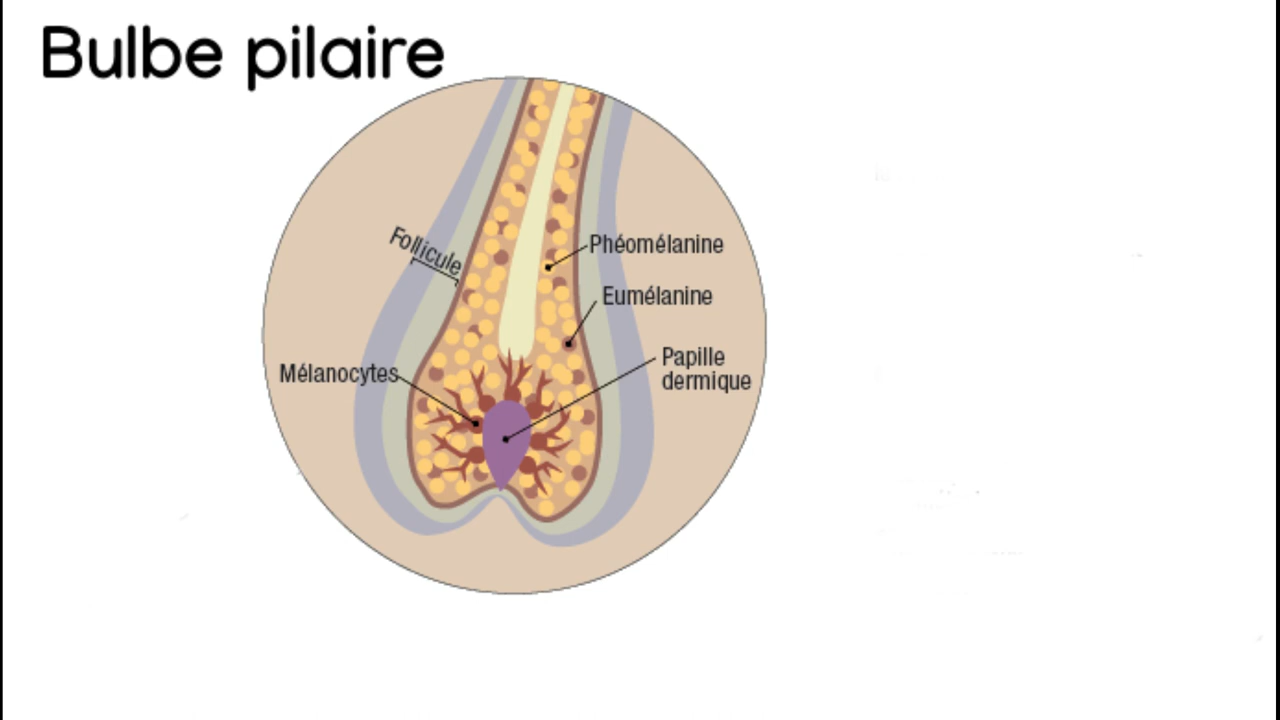 Bulbe pilaire
Follicule
Phéomélanine
Eumélanine
Papille
dermique
Mélanocytes